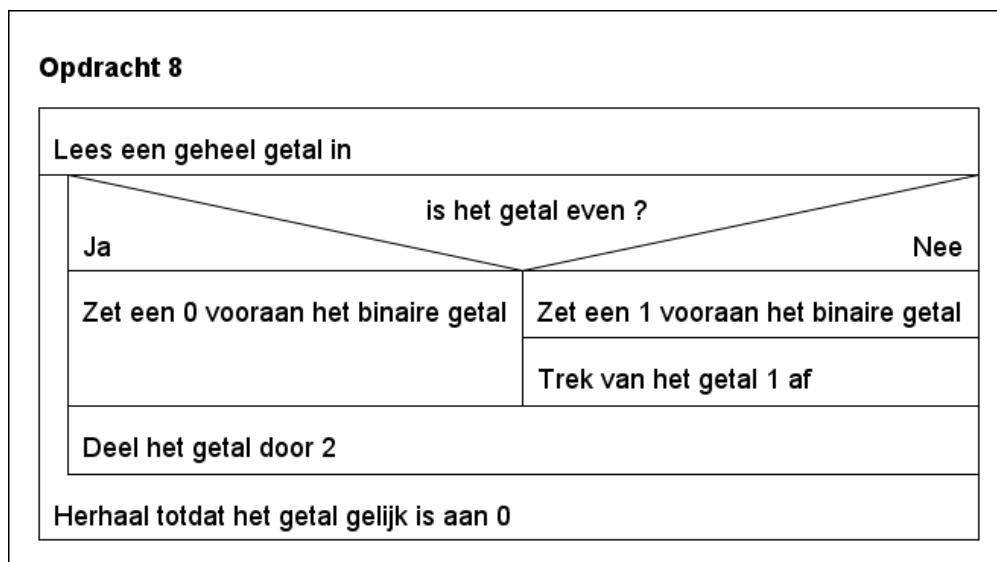 Opdracht 8
Lees een geheel getal in
is het getal even ?
Ja
Nee
Zet een 0 vooraan het binaire getal
Zet een 1 vooraan het binaire getal
Trek van het getal 1 af
Deel het getal door 2
Herhaal totdat het getal gelijk is aan 0